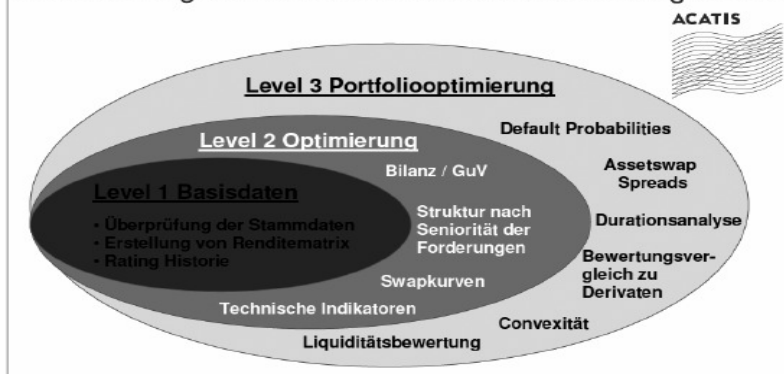 ACATIS
Level 3 Portfoliooptimierung
Level 2 Optimierung
Default Probabilities
Bilanz / GuV
Assetswap
Spreads
Level 1 Basisdaten
• Überprüfung der Stammdaten
• Erstellung von Renditematrix
• Rating Historie
Struktur nach
Seniorität der
Forderungen
Durationsanalyse
Bewertungsver-
gleich zu
Derivaten
Swapkurven
Technische Indikatoren
Convexität
Liquiditätsbewertung